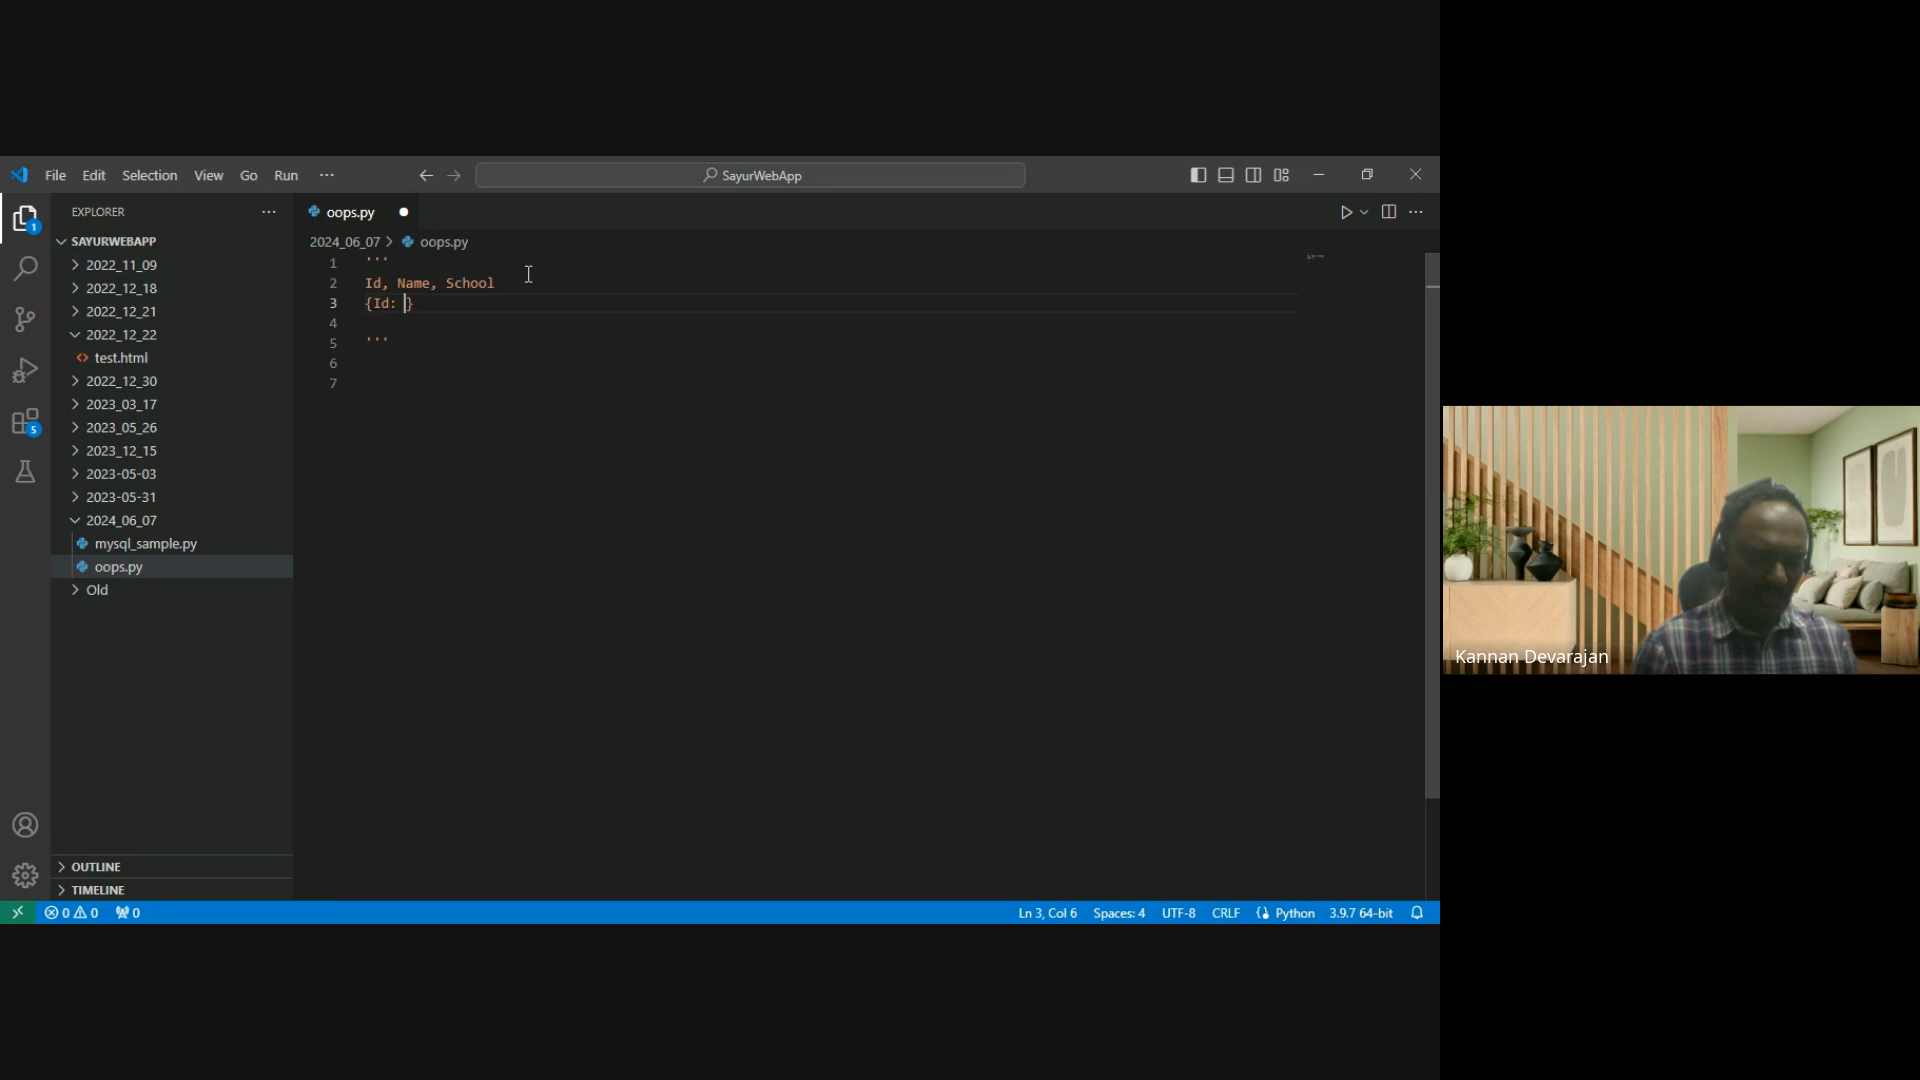 File Edit Selection View Go Run ··· SayurWebApp
EXPLORER ···
SAYURWEBAPP
2022_11_09
2022_12_18
2022_12_21
2022_12_22
test.html
2022_12_30
2023_03_17
2023_05_26
2023_12_15
2023-05-03
2023-05-31
2024_06_07
mysql_sample.py
oops.py
Old
OUTLINE
TIMELINE
1
5
oops.py
2024_06_07 > oops.py
1 '''
2 Id, Name, School
3 {Id: }
4
5 '''
6
7
0 0 0
Ln 3, Col 6 Spaces: 4 UTF-8 CRLF Python 3.9.7 64-bit
Kannan Devarajan